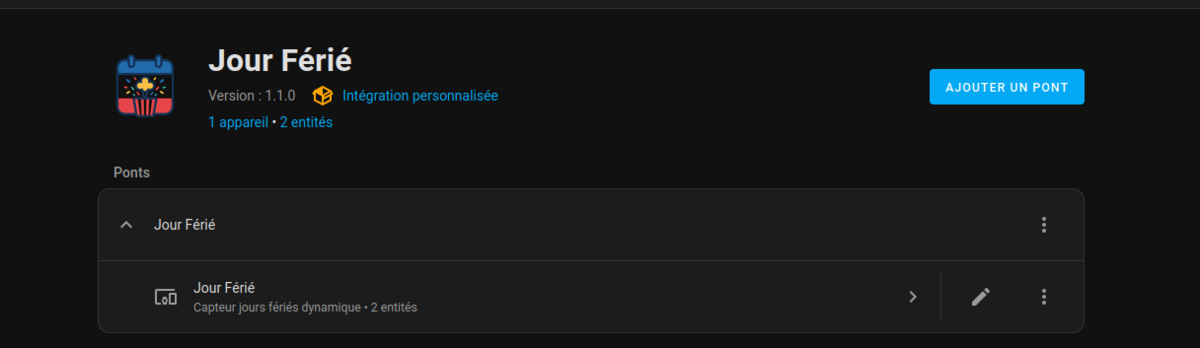 Jour Férié
AJOUTER UN PONT
Version : 1.1.0 Intégration personnalisée
1 appareil • 2 entités
Ponts
Jour Férié
Jour Férié
Capteur jours fériés dynamique • 2 entités